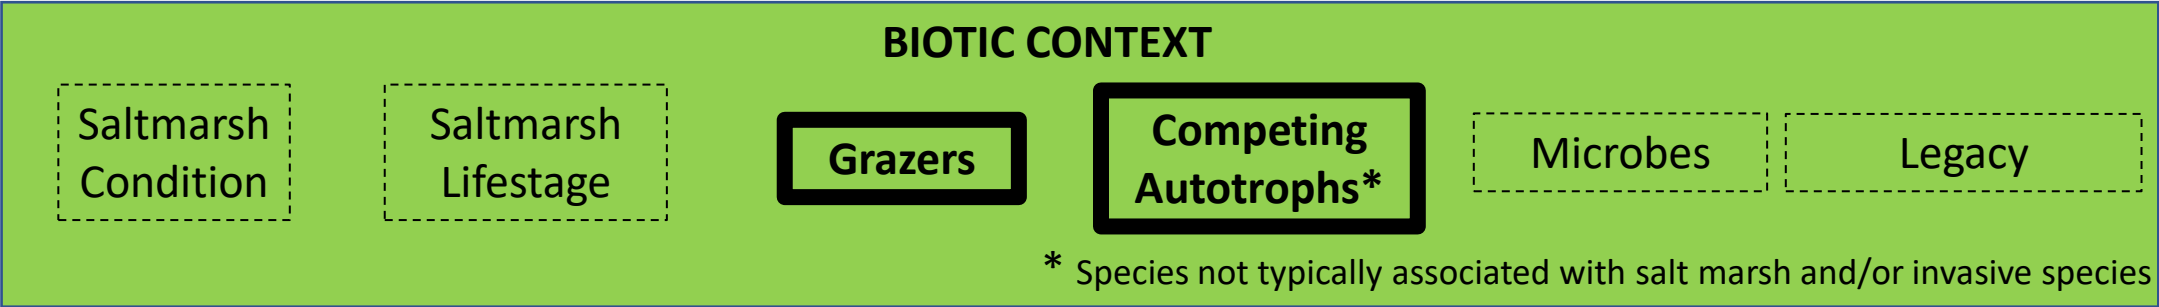 BIOTIC CONTEXT
Saltmarsh
Condition
Saltmarsh
Lifestage
Grazers
Competing
Autotrophs*
Microbes
Legacy
* Species not typically associated with salt marsh and/or invasive species